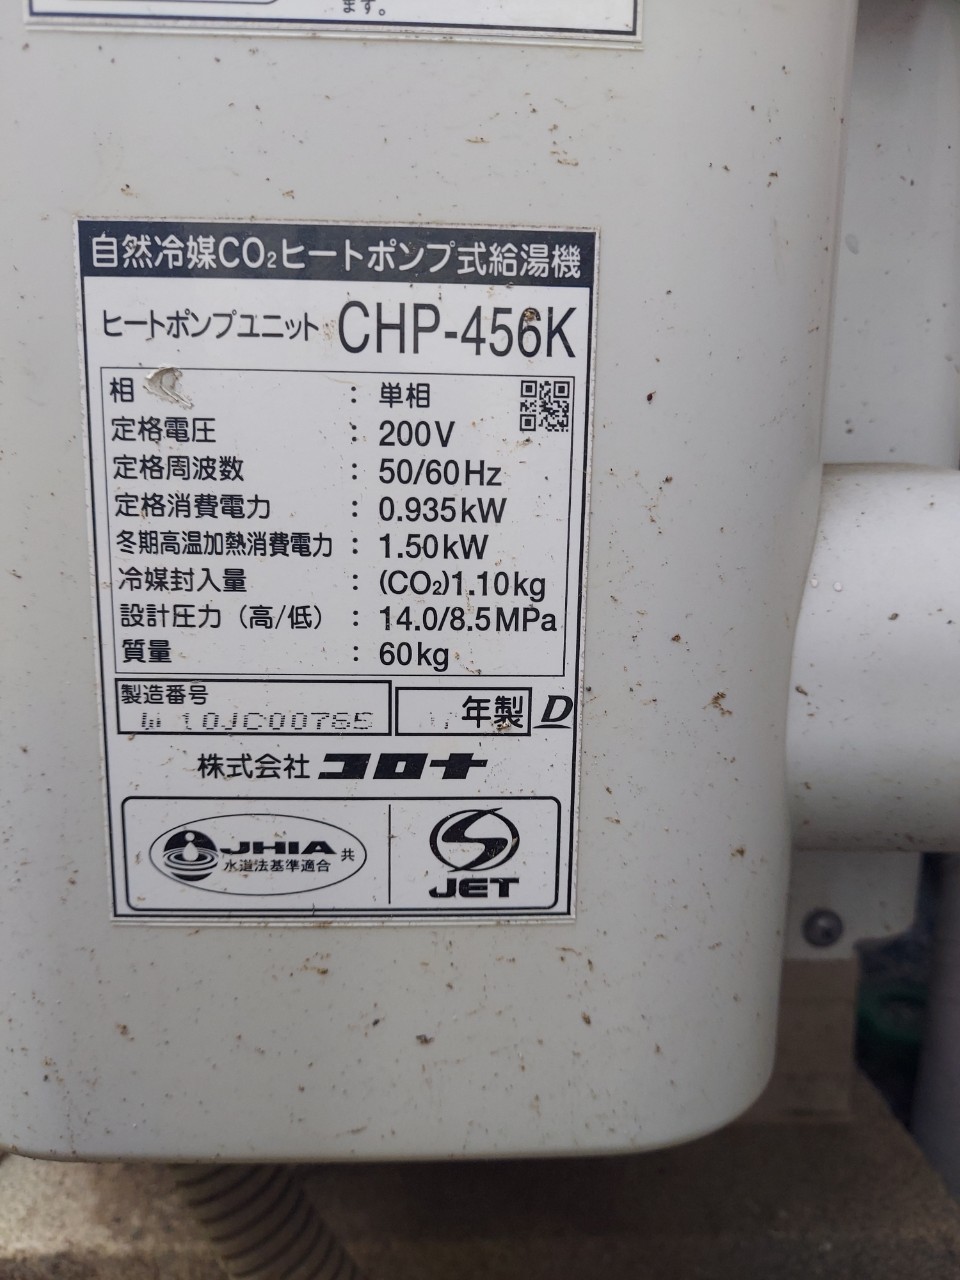 ます。
自然冷媒CO₂ヒートポンプ式給湯機
ヒートポンプユニット CHP-456K
相 : 単相
定格電圧 : 200V
定格周波数 : 50/60Hz
定格消費電力 : 0.935kW
冬期高温加熱消費電力 : 1.50kW
冷媒封入量 : (CO₂)1.10kg
設計圧力(高/低) : 14.0/8.5MPa
質量 : 60kg
製造番号
年製 D
株式会社 コロナ
JHIA 共
水道法基準適合
JET